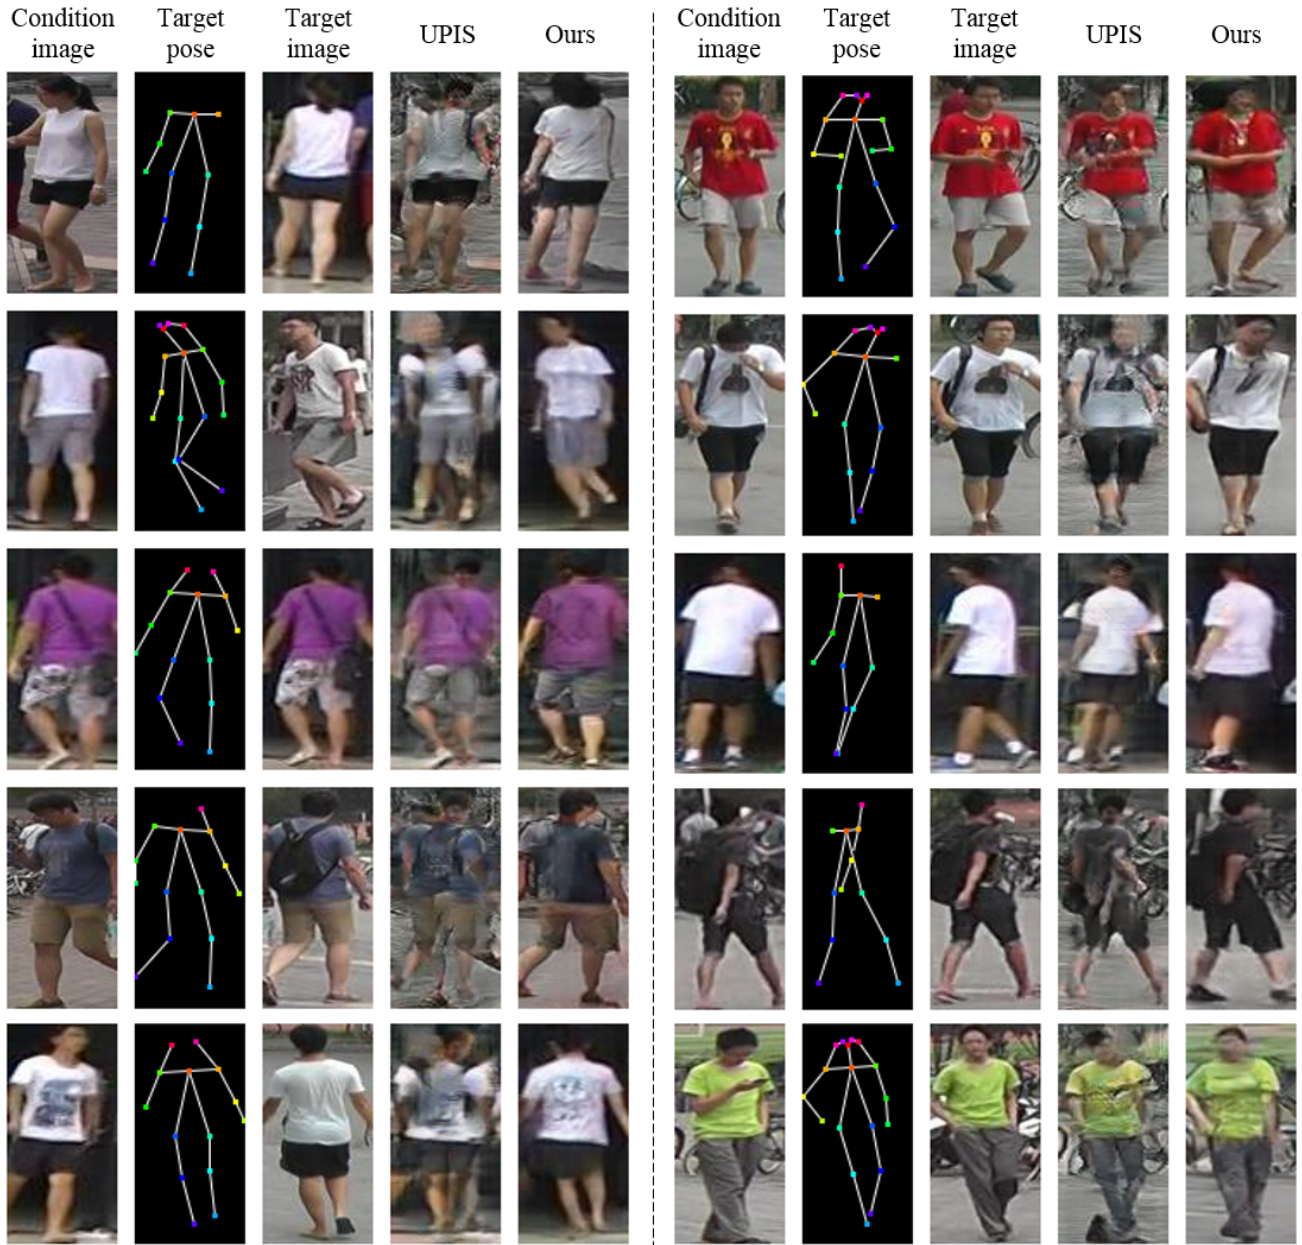 Condition image
Target pose
Target image
UPIS
Ours
Condition image
Target pose
Target image
UPIS
Ours